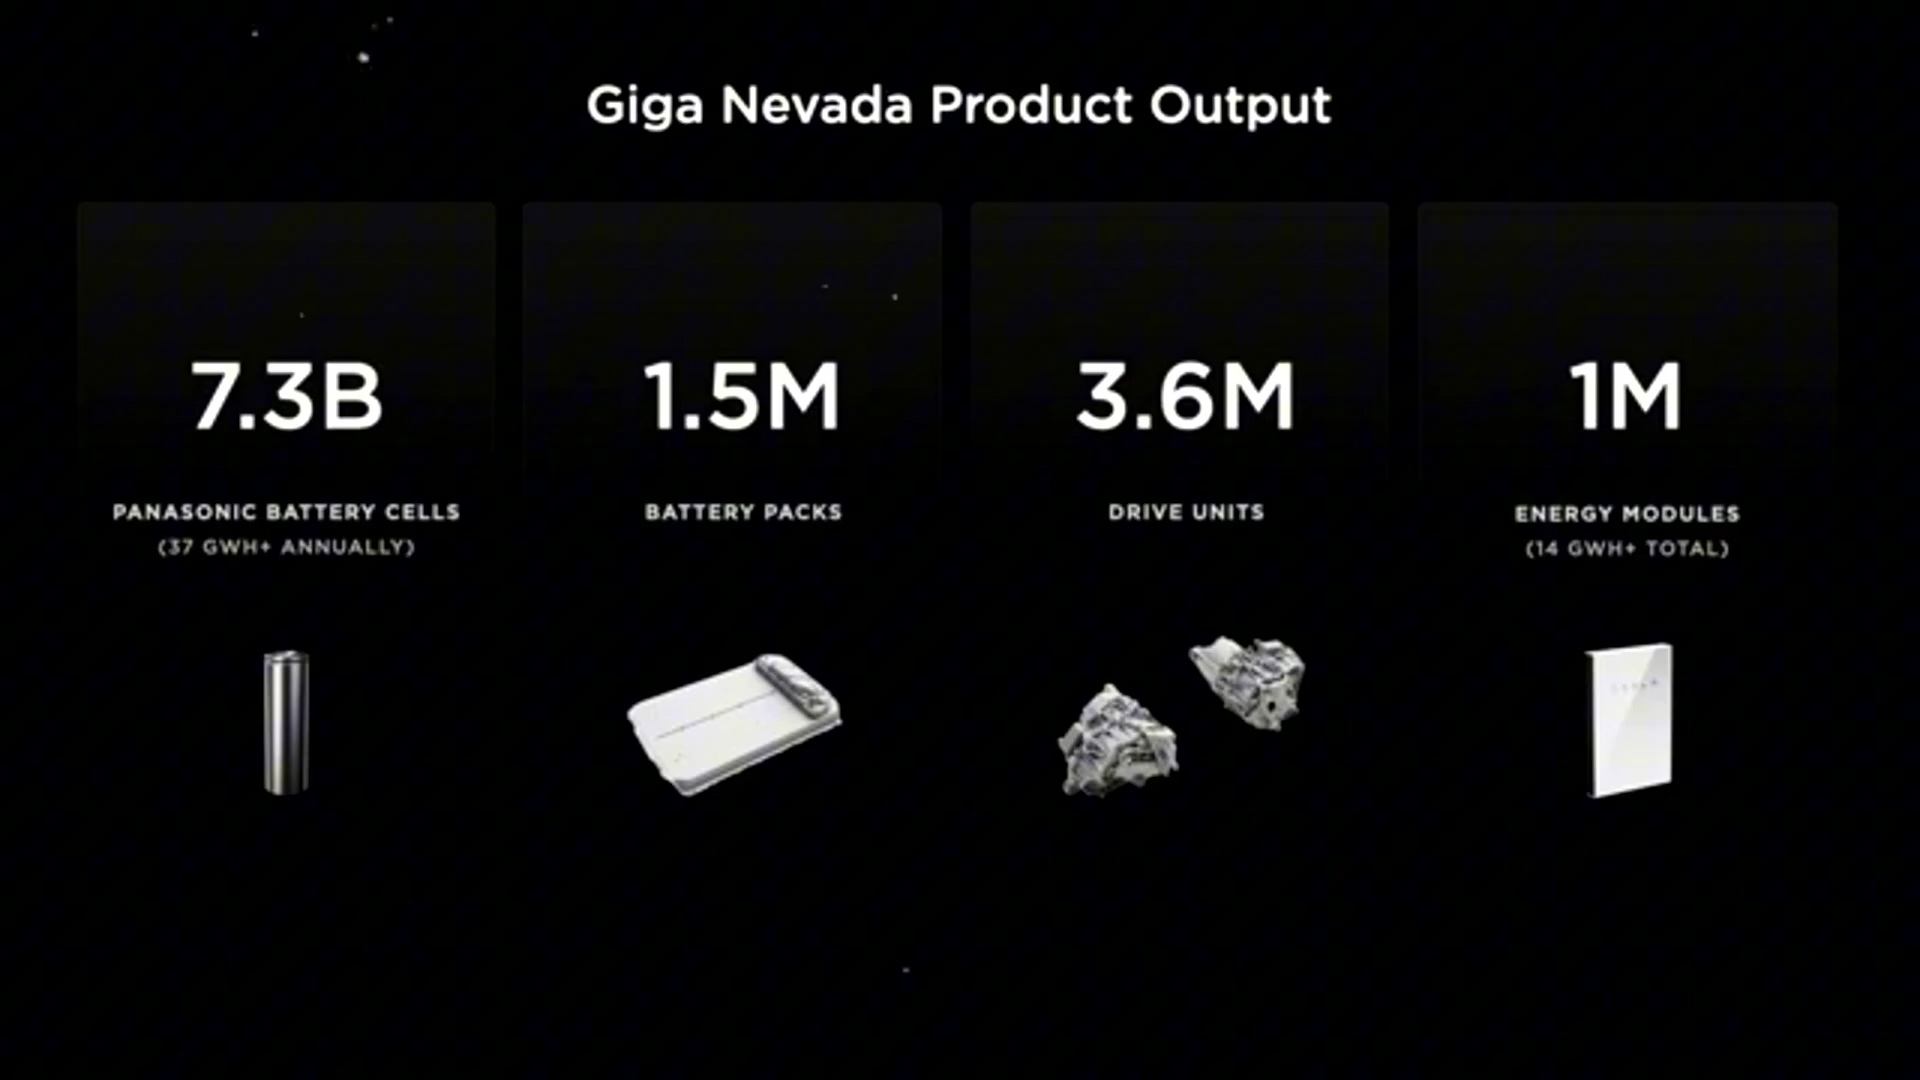 Giga Nevada Product Output
7.3B
PANASONIC BATTERY CELLS
(37 GWH+ ANNUALLY)
1.5M
BATTERY PACKS
3.6M
DRIVE UNITS
1M
ENERGY MODULES
(14 GWH+ TOTAL)